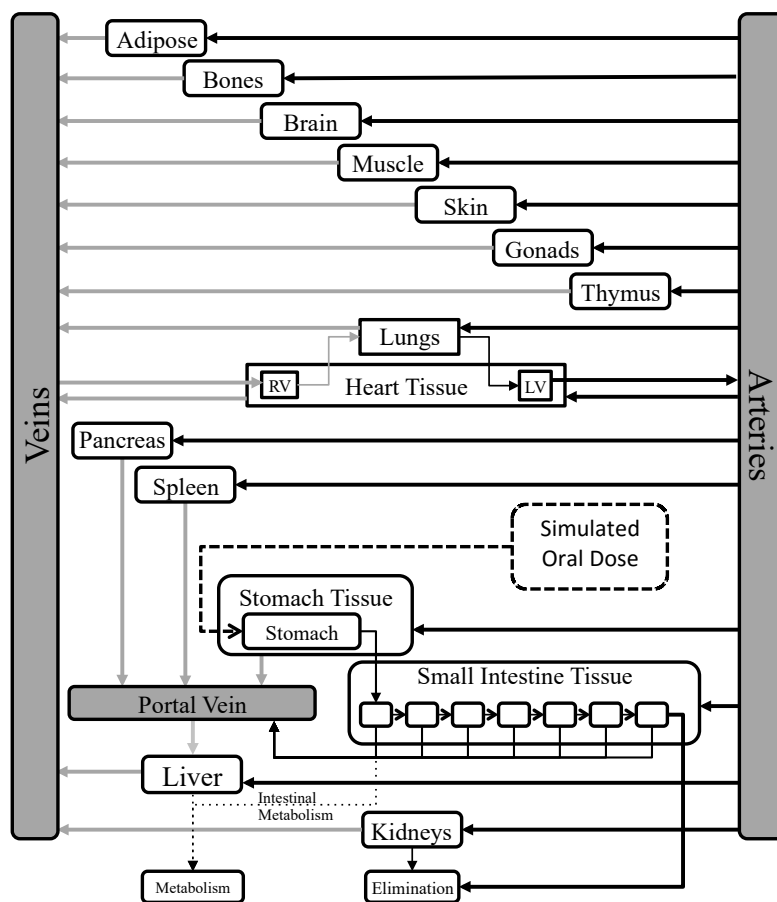 Adipose
Bones
Brain
Muscle
Skin
Gonads
Thymus
Lungs
RV
Heart Tissue
LV
Veins
Arteries
Pancreas
Spleen
Simulated
Oral Dose
Stomach Tissue
Stomach
Small Intestine Tissue
Portal Vein
Liver
Intestinal
Metabolism
Kidneys
Metabolism
Elimination